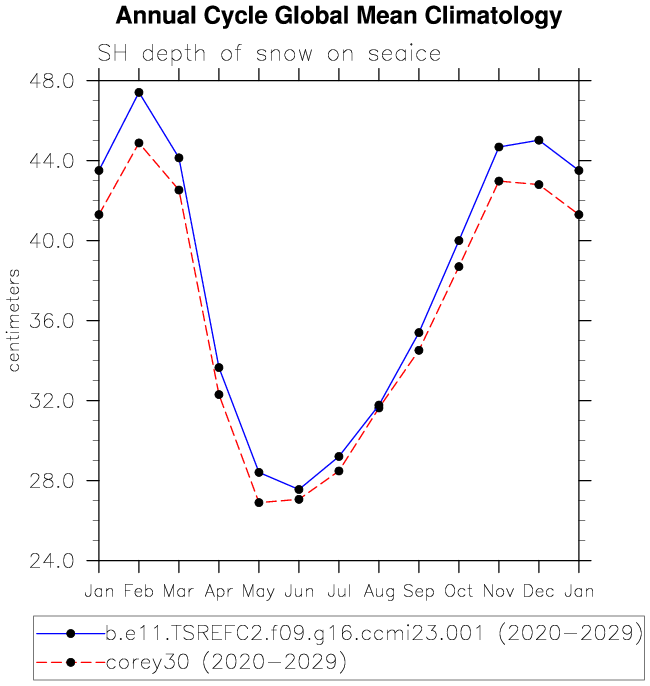 Annual Cycle Global Mean Climatology
SH depth of snow on seaice
48.0
44.0
40.0
36.0
32.0
28.0
24.0
centimeters
Jan Feb Mar Apr May Jun Jul Aug Sep Oct Nov Dec Jan
b.e11.TSREFC2.f09.g16.ccmi23.001 (2020-2029)
corey30 (2020-2029)